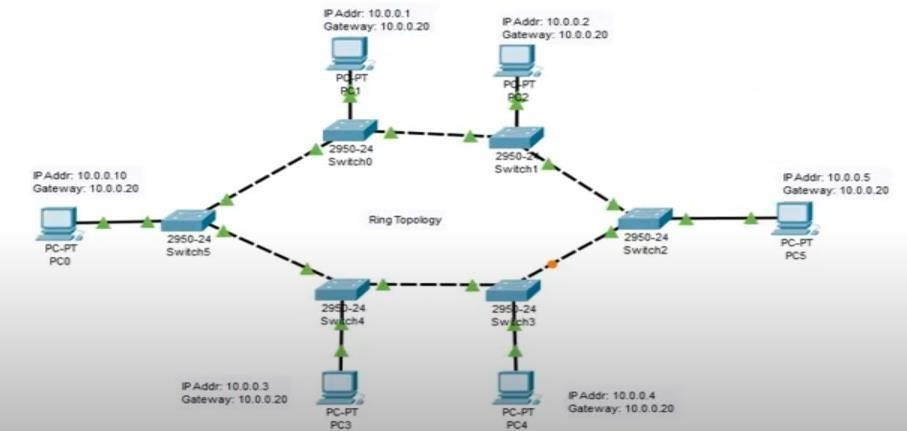 IP Addr: 10.0.0.1
Gateway: 10.0.0.20
PC-PT
PC1
IP Addr: 10.0.0.2
Gateway: 10.0.0.20
PC-PT
PC2
2950-24
Switch0
2950-24
Switch1
IP Addr: 10.0.0.10
Gateway: 10.0.0.20
PC-PT
PC0
2950-24
Switch5
Ring Topology
2950-24
Switch2
IP Addr: 10.0.0.5
Gateway: 10.0.0.20
PC-PT
PC5
2950-24
Switch4
2950-24
Switch3
IP Addr: 10.0.0.3
Gateway: 10.0.0.20
PC-PT
PC3
PC-PT
PC4
IP Addr: 10.0.0.4
Gateway: 10.0.0.20